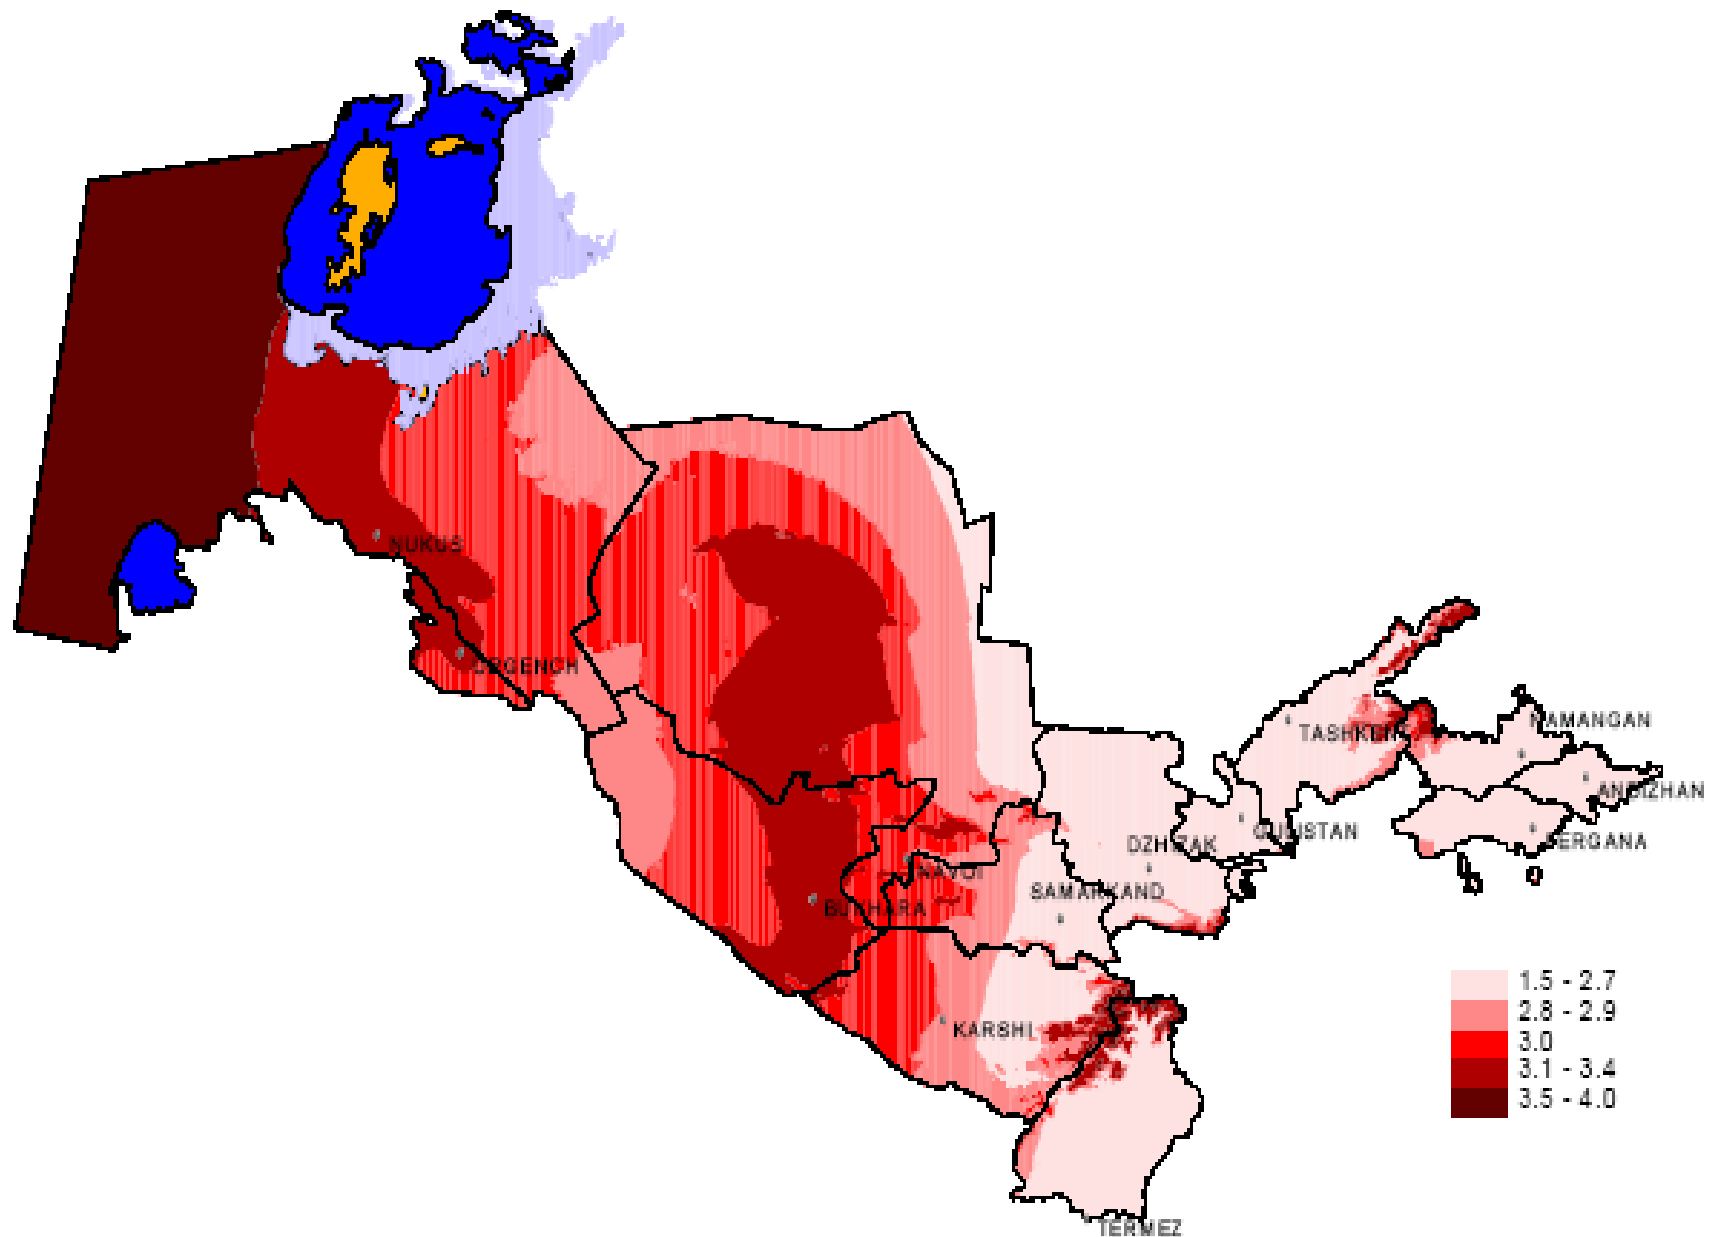 NUKUS
URGENCH
NAMANGAN
TASHKENT
ANDIZHAN
GULISTAN
FERGANA
DZHIZAK
NAVOI
SAMARKAND
BUKHARA
1.5 - 2.7
2.8 - 2.9
3.0
KARSHI
3.1 - 3.4
3.5 - 4.0
TERMEZ